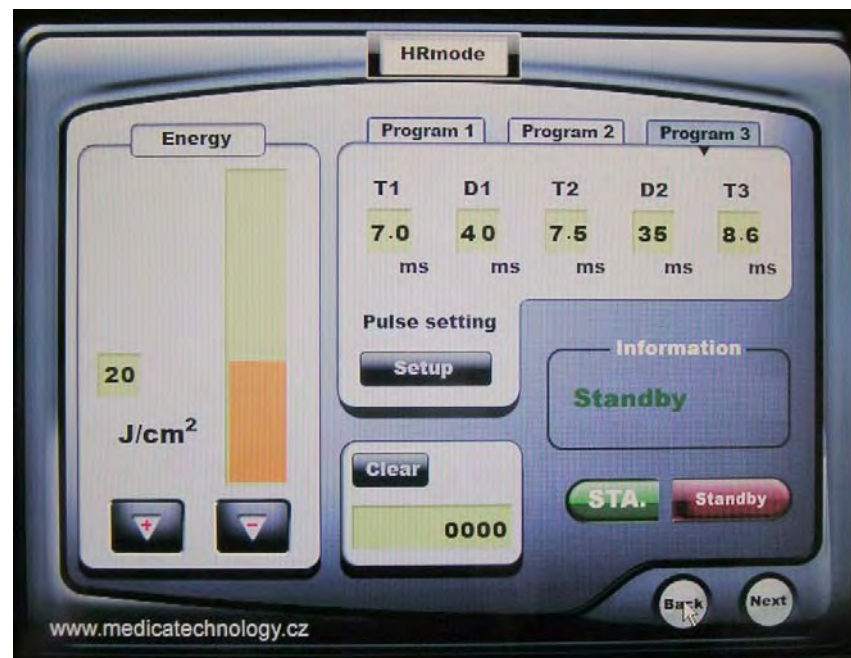 HRmode
Energy
Program 1 Program 2 Program 3
T1 D1 T2 D2 T3
7.0 40 7.5 35 8.6
ms ms ms ms ms
Pulse setting
Setup
Information
Standby
20
J/cm²
+ -
Clear
0000
STA. Standby
Back Next
www.medicatechnology.cz